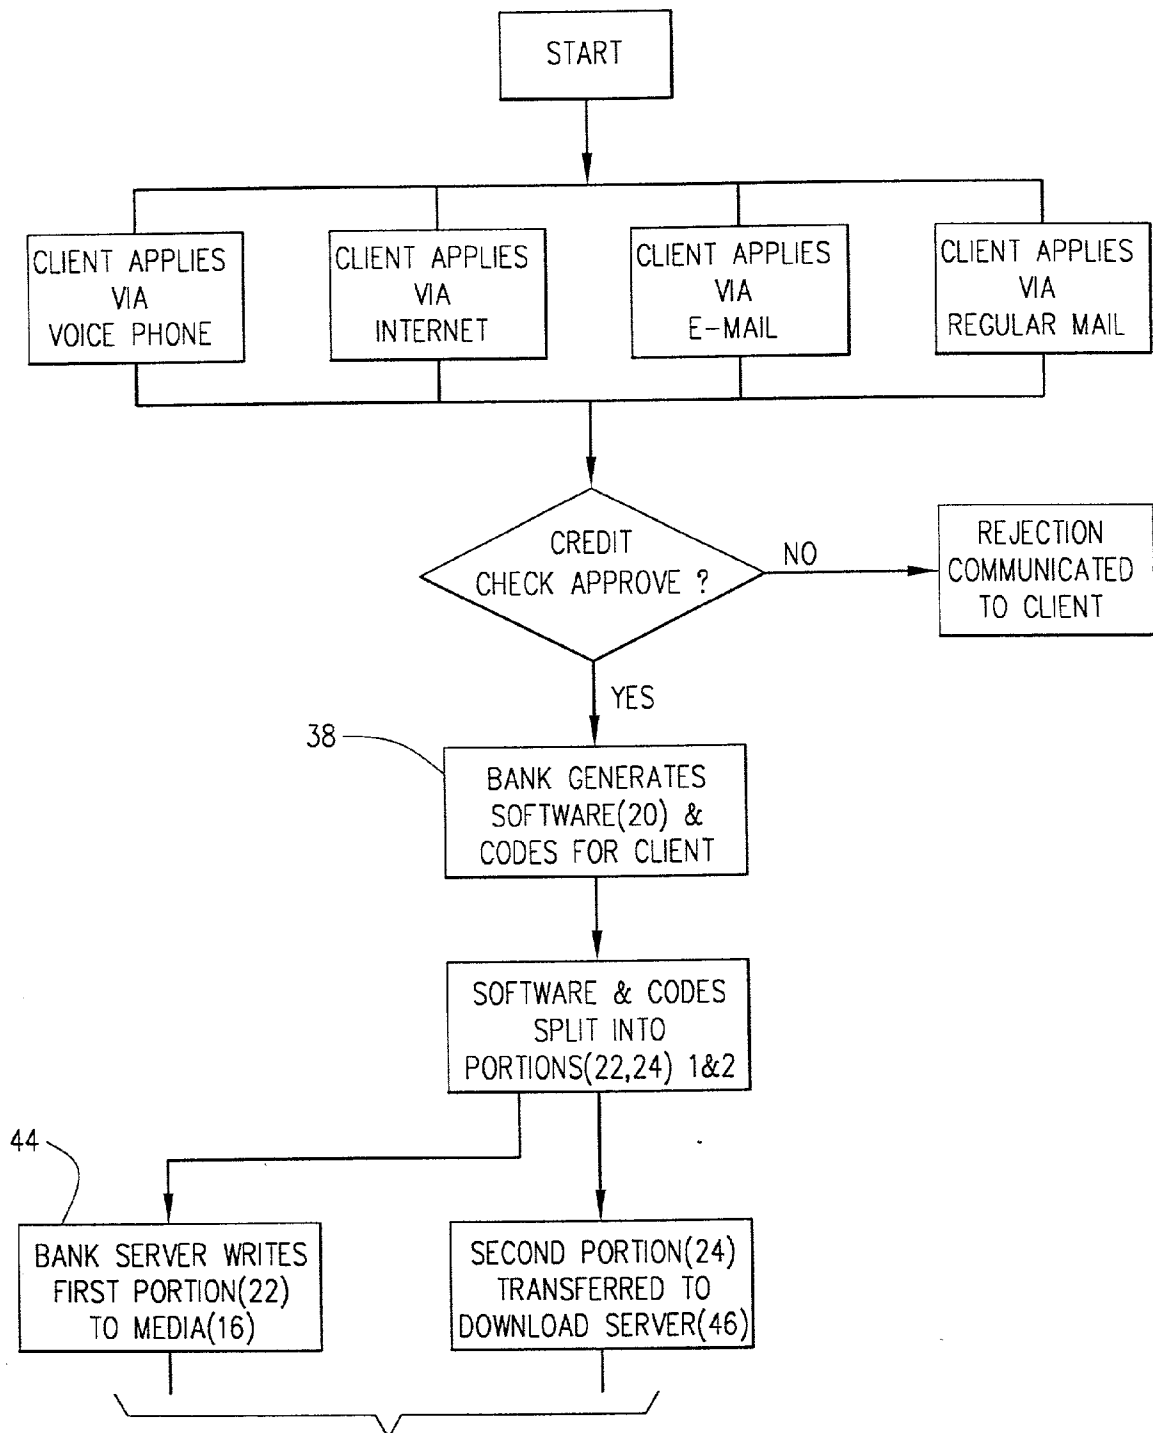 START
CLIENT APPLIES
VIA
VOICE PHONE
CLIENT APPLIES
VIA
INTERNET
CLIENT APPLIES
VIA
E-MAIL
CLIENT APPLIES
VIA
REGULAR MAIL
CREDIT
CHECK APPROVE ?
NO
REJECTION
COMMUNICATED
TO CLIENT
YES
38
BANK GENERATES
SOFTWARE(20) &
CODES FOR CLIENT
SOFTWARE & CODES
SPLIT INTO
PORTIONS(22,24) 1&2
44
BANK SERVER WRITES
FIRST PORTION(22)
TO MEDIA(16)
SECOND PORTION(24)
TRANSFERRED TO
DOWNLOAD SERVER(46)